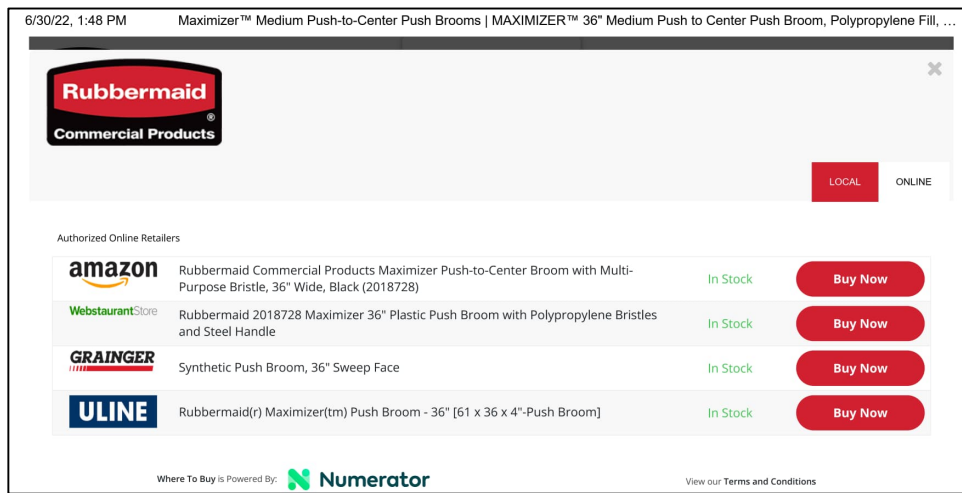 6/30/22, 1:48 PM Maximizer™ Medium Push-to-Center Push Brooms | MAXIMIZER™ 36" Medium Push to Center Push Broom, Polypropylene Fill, …
Rubbermaid
®
Commercial Products
LOCAL ONLINE
Authorized Online Retailers
amazon
Rubbermaid Commercial Products Maximizer Push-to-Center Broom with Multi-
Purpose Bristle, 36" Wide, Black (2018728)
In Stock
Buy Now
WebstaurantStore
Rubbermaid 2018728 Maximizer 36" Plastic Push Broom with Polypropylene Bristles
and Steel Handle
In Stock
Buy Now
GRAINGER
Synthetic Push Broom, 36" Sweep Face
In Stock
Buy Now
ULINE
Rubbermaid(r) Maximizer(tm) Push Broom - 36" [61 x 36 x 4"-Push Broom]
In Stock
Buy Now
Where To Buy is Powered By: Numerator
View our Terms and Conditions